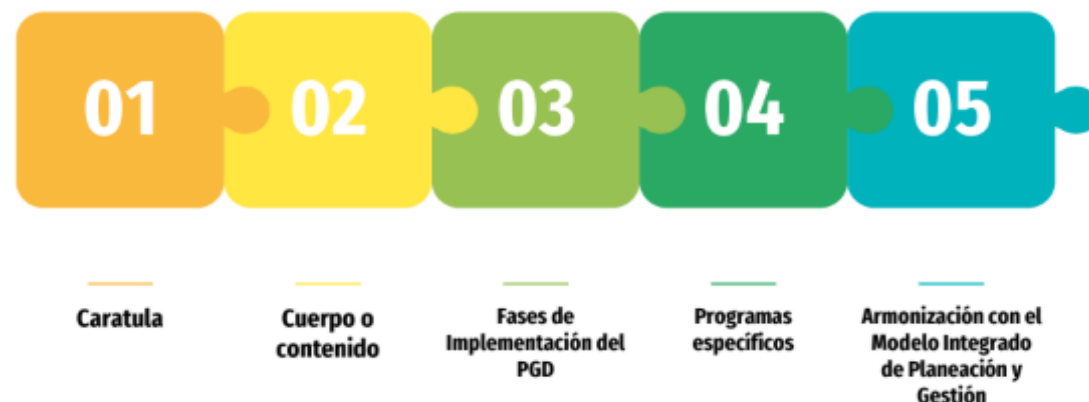 01
02
03
04
05
Caratula
Cuerpo o
contenido
Fases de
Implementación del
PGD
Programas
específicos
Armonización con el
Modelo Integrado
de Planeación y
Gestión